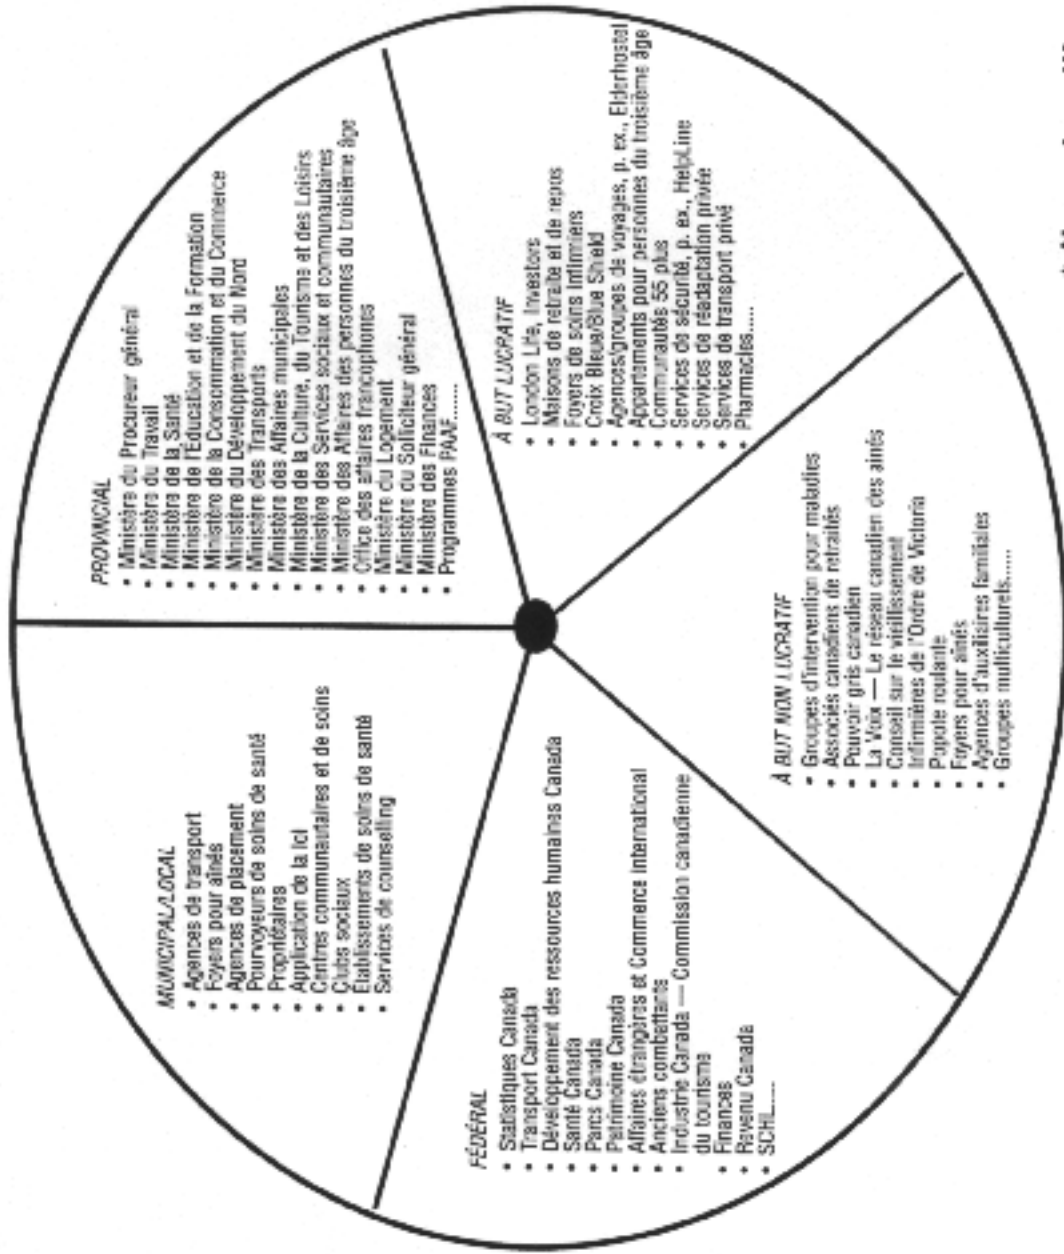 MUNICIPAL/LOCAL
• Agences de transport
• Foyers pour aînés
• Agences de placement
• Pourvoyeurs de soins de santé
• Propriétaires
• Application de la loi
• Centres communautaires et de soins
• Clubs sociaux
• Établissements de soins de santé
• Services de counselling
PROVINCIAL
• Ministère du Procureur général
• Ministère du Travail
• Ministère de la Santé
• Ministère de l'Éducation et de la Formation
• Ministère de la Consommation et du Commerce
• Ministère du Développement du Nord
• Ministère des Transports
• Ministère des Affaires municipales
• Ministère de la Culture, du Tourisme et des Loisirs
• Ministère des Services sociaux et communautaires
• Ministère des Affaires des personnes du troisième âge
• Office des affaires francophones
• Ministère du Logement
• Ministère du Solliciteur général
• Ministère des Finances
• Programmes PAAF.......
FÉDÉRAL
• Statistiques Canada
• Transport Canada
• Développement des ressources humaines Canada
• Santé Canada
• Parcs Canada
• Patrimoine Canada
• Affaires étrangères et Commerce international
• Anciens combattants
• Industrie Canada — Commission canadienne
du tourisme
• Finances
• Revenu Canada
• SCHL.....
À BUT NON LUCRATIF
• Groupes d'intervention pour maladies
• Associés canadiens de retraités
• Pouvoir gris canadien
• La Voix — Le réseau canadien des aînés
• Conseil sur le vieillissement
• Infirmières de l'Ordre de Victoria
• Popote roulante
• Foyers pour aînés
• Agences d'auxiliaires familiales
• Groupes multiculturels......
À BUT LUCRATIF
• London Life, Investors
• Maisons de retraite et de repos
• Foyers de soins infirmiers
• Croix Bleue/Blue Shield
• Agences/groupes de voyages, p. ex., Elderhostel
• Appartements pour personnes du troisième âge
• Communautés 55 plus
• Services de sécurité, p. ex., HelpLine
• Services de réadaptation privée
• Services de transport privé
• Pharmacies......